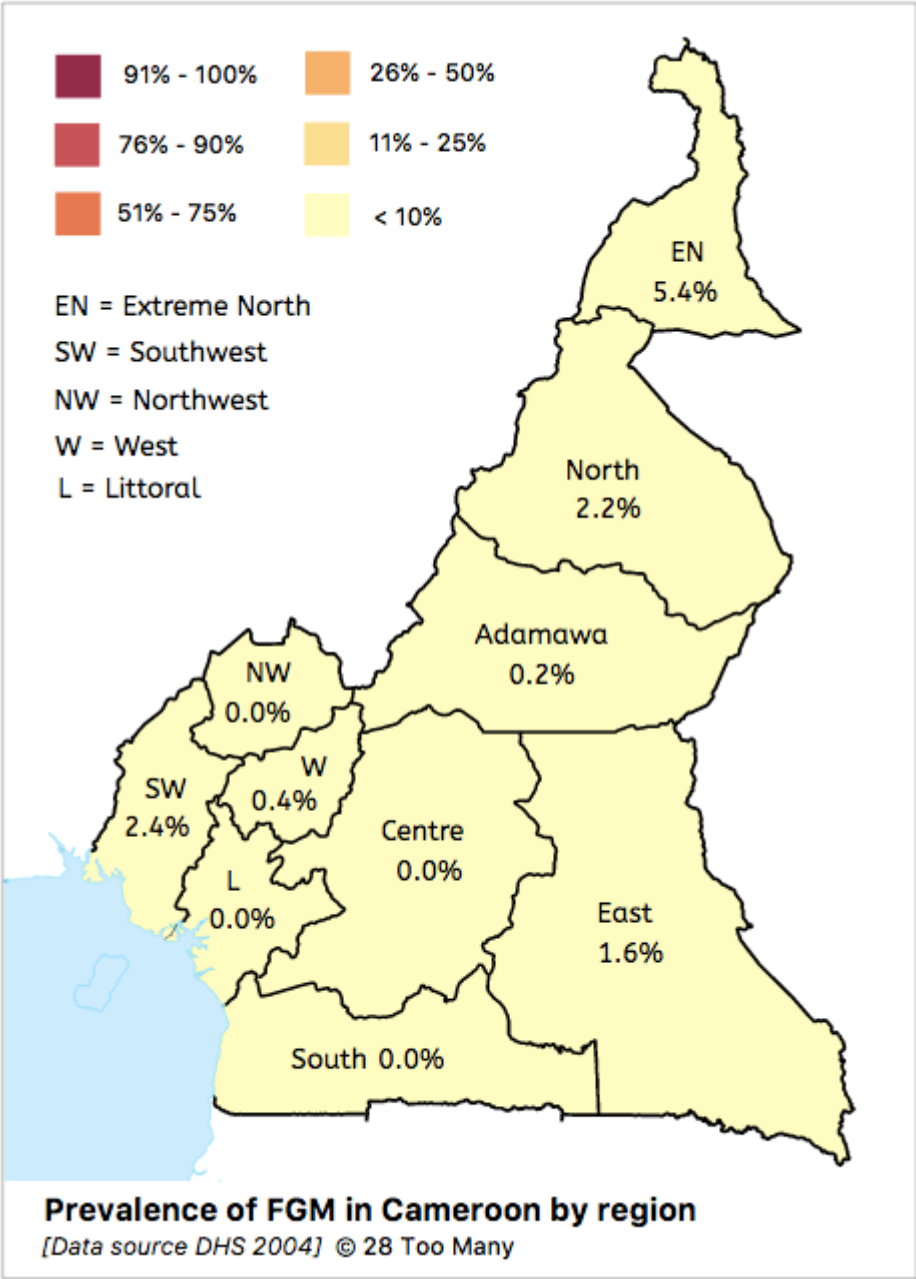 91% - 100%
26% - 50%
76% - 90%
11% - 25%
51% - 75%
< 10%
EN = Extreme North
SW = Southwest
NW = Northwest
W = West
L = Littoral
EN
5.4%
North
2.2%
Adamawa
0.2%
NW
0.0%
W
0.4%
SW
2.4%
Centre
0.0%
L
0.0%
East
1.6%
South 0.0%
Prevalence of FGM in Cameroon by region
[Data source DHS 2004] © 28 Too Many